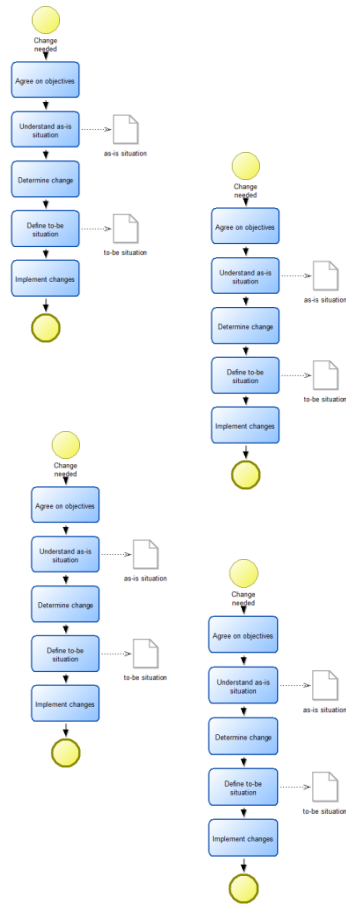 Change
needed
Agree on objectives
Understand as-is
situation
as-is situation
Determine change
Define to-be
situation
to-be situation
Implement changes
Change
needed
Agree on objectives
Understand as-is
situation
as-is situation
Determine change
Define to-be
situation
to-be situation
Implement changes
Change
needed
Agree on objectives
Understand as-is
situation
as-is situation
Determine change
Define to-be
situation
to-be situation
Implement changes
Change
needed
Agree on objectives
Understand as-is
situation
as-is situation
Determine change
Define to-be
situation
to-be situation
Implement changes